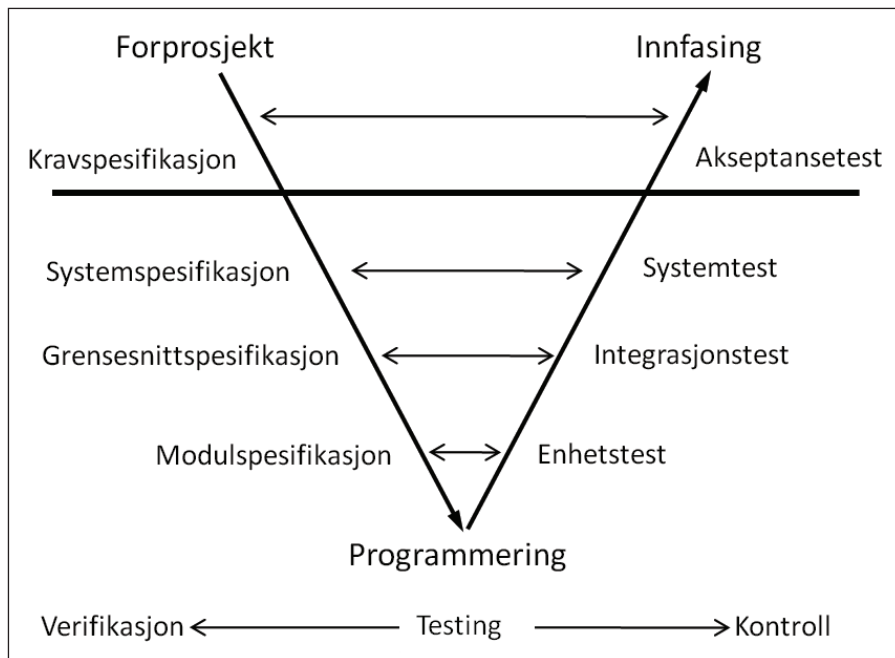 Forprosjekt Innfasing
Kravspesifikasjon Akseptansetest
Systemspesifikasjon Systemtest
Grensesnittspesifikasjon Integrasjonstest
Modulspesifikasjon Enhetstest
Programmering
Verifikasjon Testing Kontroll